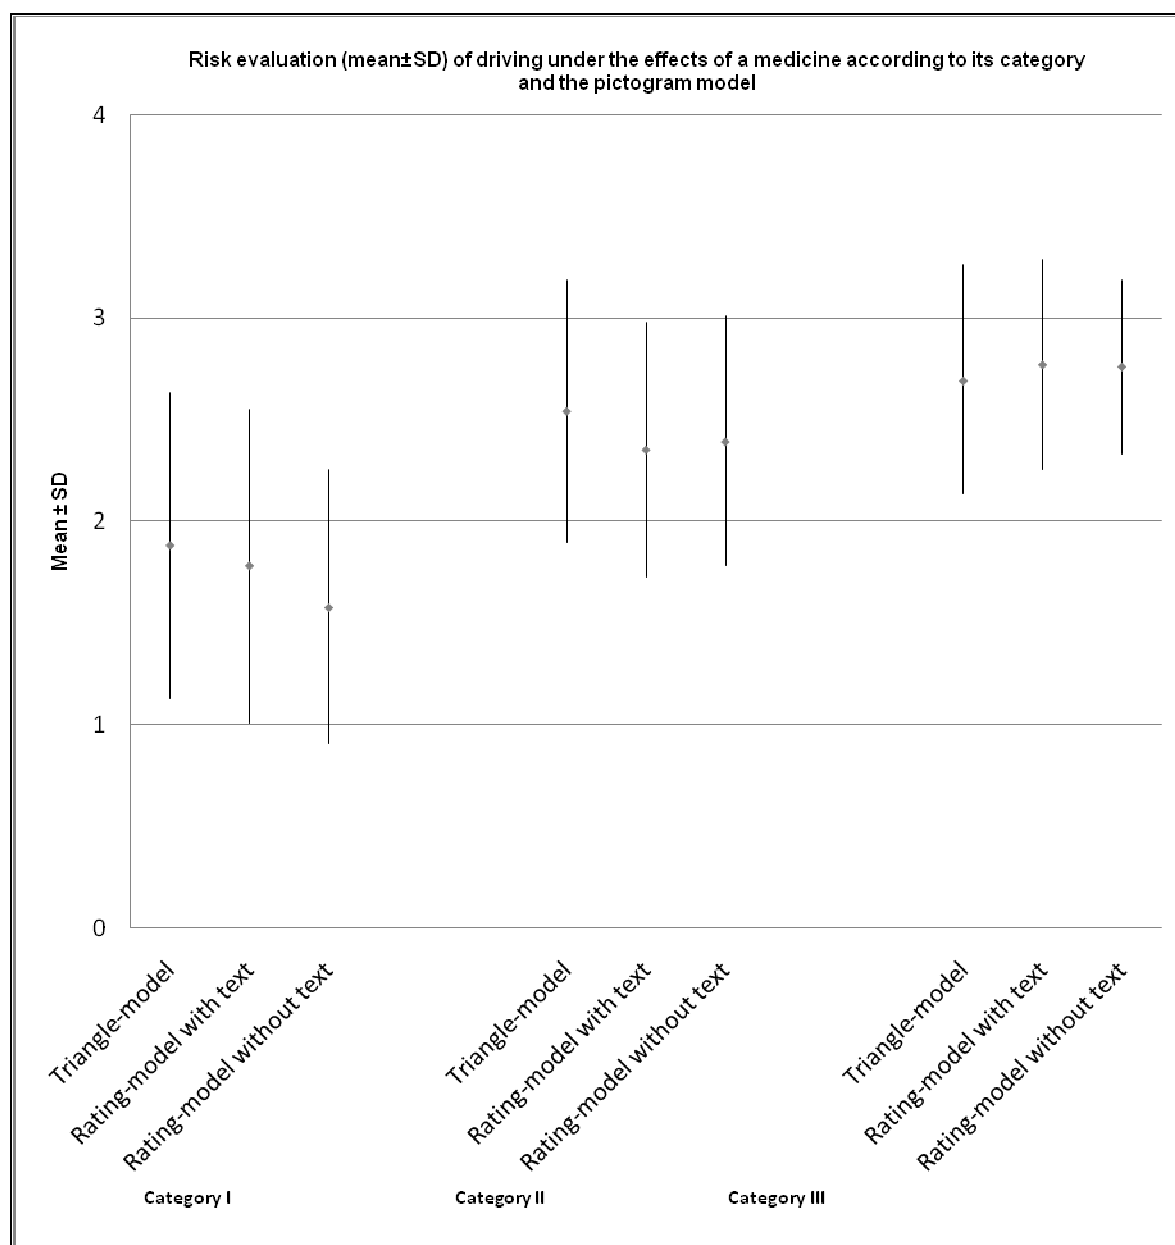 Risk evaluation (mean±SD) of driving under the effects of a medicine according to its category
and the pictogram model
4
3
2
1
0
Mean ± SD
Triangle-model
Rating-model with text
Rating-model without text
Triangle-model
Rating-model with text
Rating-model without text
Triangle-model
Rating-model with text
Rating-model without text
Category I
Category II
Category III